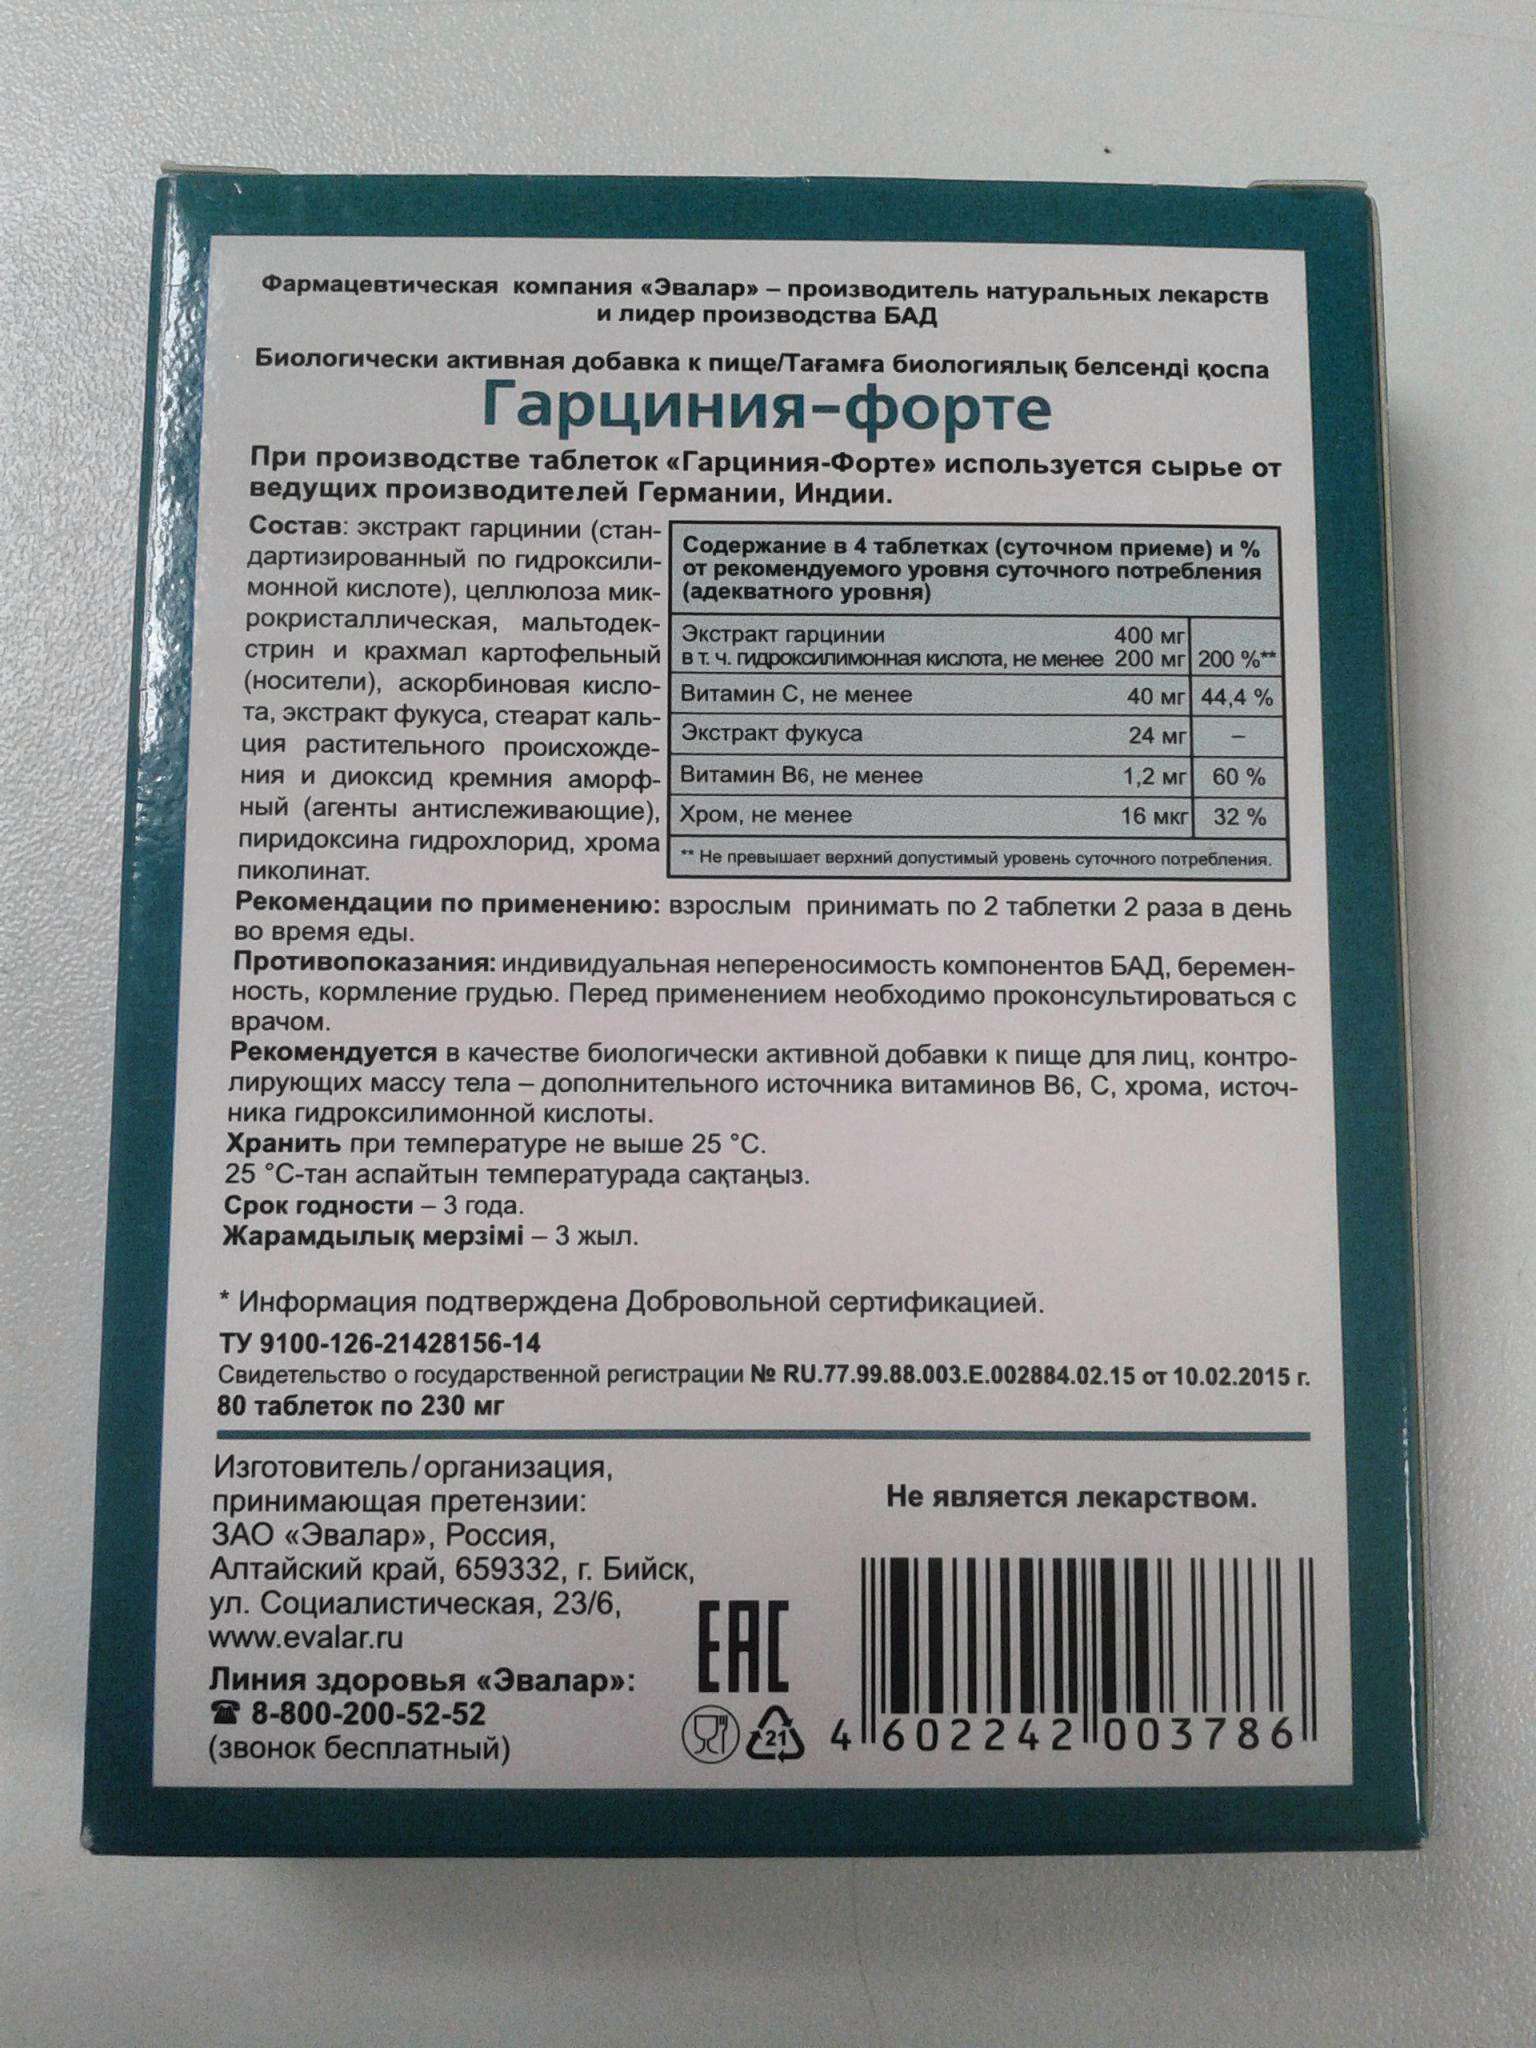 Фармацевтическая компания «Эвалар» – производитель натуральных лекарств
и лидер производства БАД
Биологически активная добавка к пище/Тағамға биологиялық белсенді қоспа
Гарциния-форте
При производстве таблеток «Гарциния-Форте» используется сырье от
ведущих производителей Германии, Индии.
Состав: экстракт гарцинии (стан-
дартизированный по гидроксили-
монной кислоте), целлюлоза мик-
рокристаллическая, мальтодек-
стрин и крахмал картофельный
(носители), аскорбиновая кисло-
та, экстракт фукуса, стеарат каль-
ция растительного происхожде-
ния и диоксид кремния аморф-
ный (агенты антислеживающие),
пиридоксина гидрохлорид, хрома
пиколинат.
Содержание в 4 таблетках (суточном приеме) и %
от рекомендуемого уровня суточного потребления
(адекватного уровня)
Экстракт гарцинии 400 мг
в т. ч. гидроксилимонная кислота, не менее 200 мг 200 %**
Витамин С, не менее 40 мг 44,4 %
Экстракт фукуса 24 мг –
Витамин В6, не менее 1,2 мг 60 %
Хром, не менее 16 мкг 32 %
** Не превышает верхний допустимый уровень суточного потребления.
Рекомендации по применению: взрослым принимать по 2 таблетки 2 раза в день
во время еды.
Противопоказания: индивидуальная непереносимость компонентов БАД, беремен-
ность, кормление грудью. Перед применением необходимо проконсультироваться с
врачом.
Рекомендуется в качестве биологически активной добавки к пище для лиц, контро-
лирующих массу тела – дополнительного источника витаминов В6, С, хрома, источ-
ника гидроксилимонной кислоты.
Хранить при температуре не выше 25 °С.
25 °С-тан аспайтын температурада сақтаңыз.
Срок годности – 3 года.
Жарамдылық мерзімі – 3 жыл.
* Информация подтверждена Добровольной сертификацией.
ТУ 9100-126-21428156-14
Свидетельство о государственной регистрации № RU.77.99.88.003.Е.002884.02.15 от 10.02.2015 г.
80 таблеток по 230 мг
Изготовитель/организация,
принимающая претензии:
ЗАО «Эвалар», Россия,
Алтайский край, 659332, г. Бийск,
ул. Социалистическая, 23/6,
www.evalar.ru
Линия здоровья «Эвалар»:
☎ 8-800-200-52-52
(звонок бесплатный)
Не является лекарством.
EAC
21
4 602242 003786